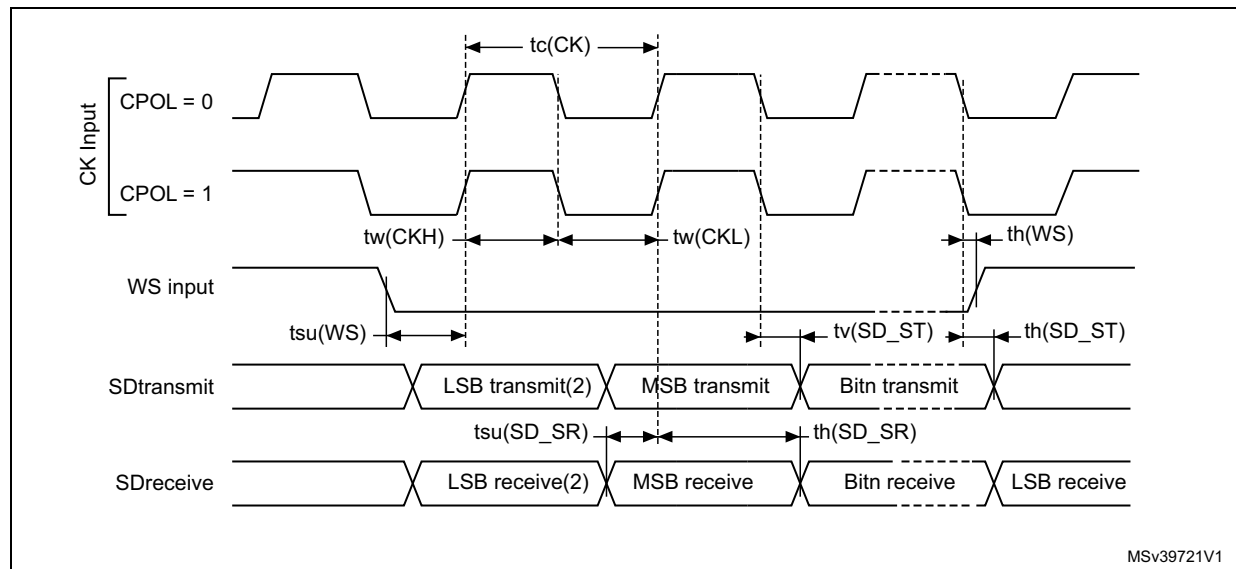 tc(CK)
CK Input
CPOL = 0
CPOL = 1
tw(CKH)
tw(CKL)
th(WS)
WS input
tsu(WS)
tv(SD_ST)
th(SD_ST)
SDtransmit
LSB transmit(2)
MSB transmit
Bitn transmit
tsu(SD_SR)
th(SD_SR)
SDreceive
LSB receive(2)
MSB receive
Bitn receive
LSB receive
MSv39721V1